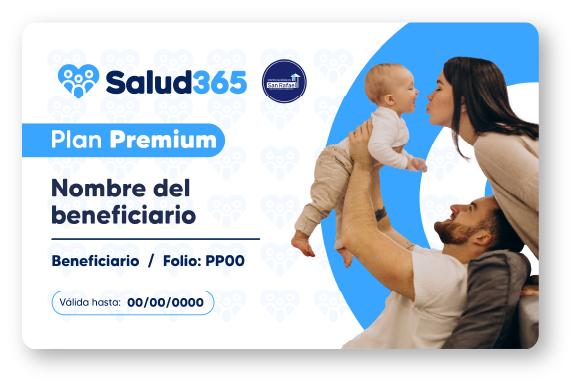 Salud365
San Rafael
Plan Premium
Nombre del
beneficiario
Beneficiario / Folio: PP00
Válida hasta: 00/00/0000